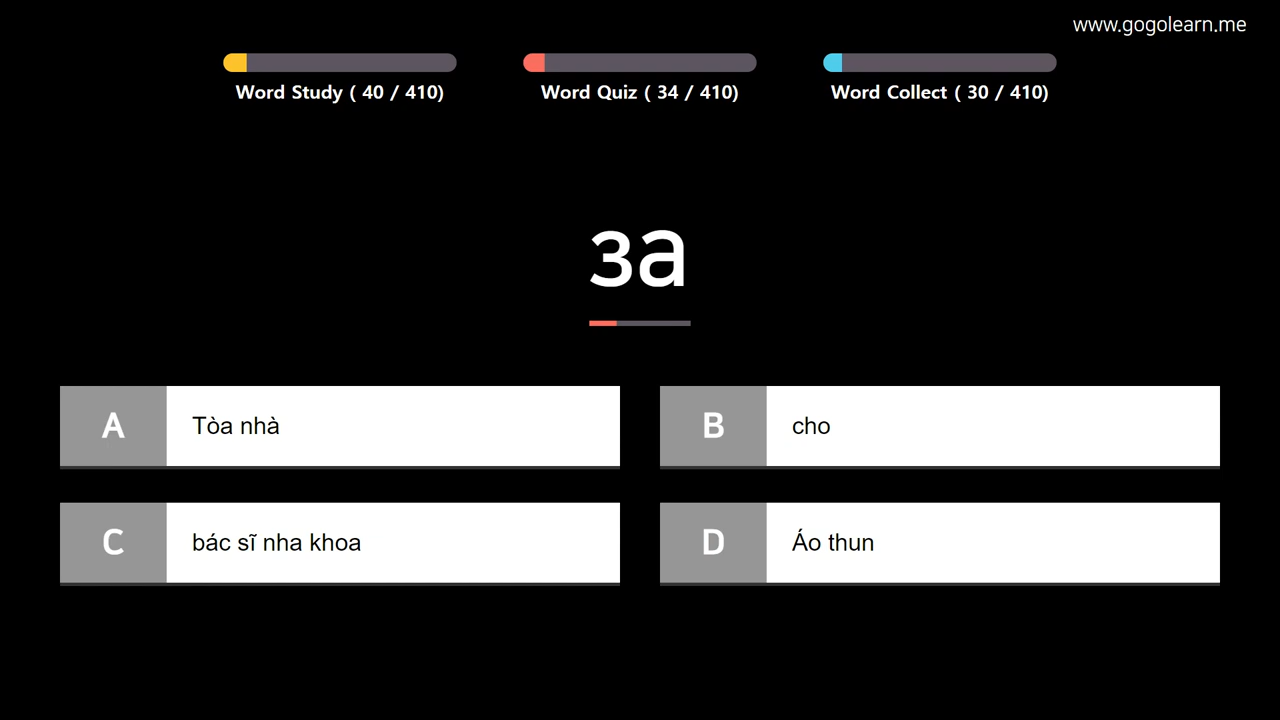 www.gogolearn.me
Word Study ( 40 / 410)
Word Quiz ( 34 / 410)
Word Collect ( 30 / 410)
за
A Tòa nhà
B cho
C bác sĩ nha khoa
D Áo thun